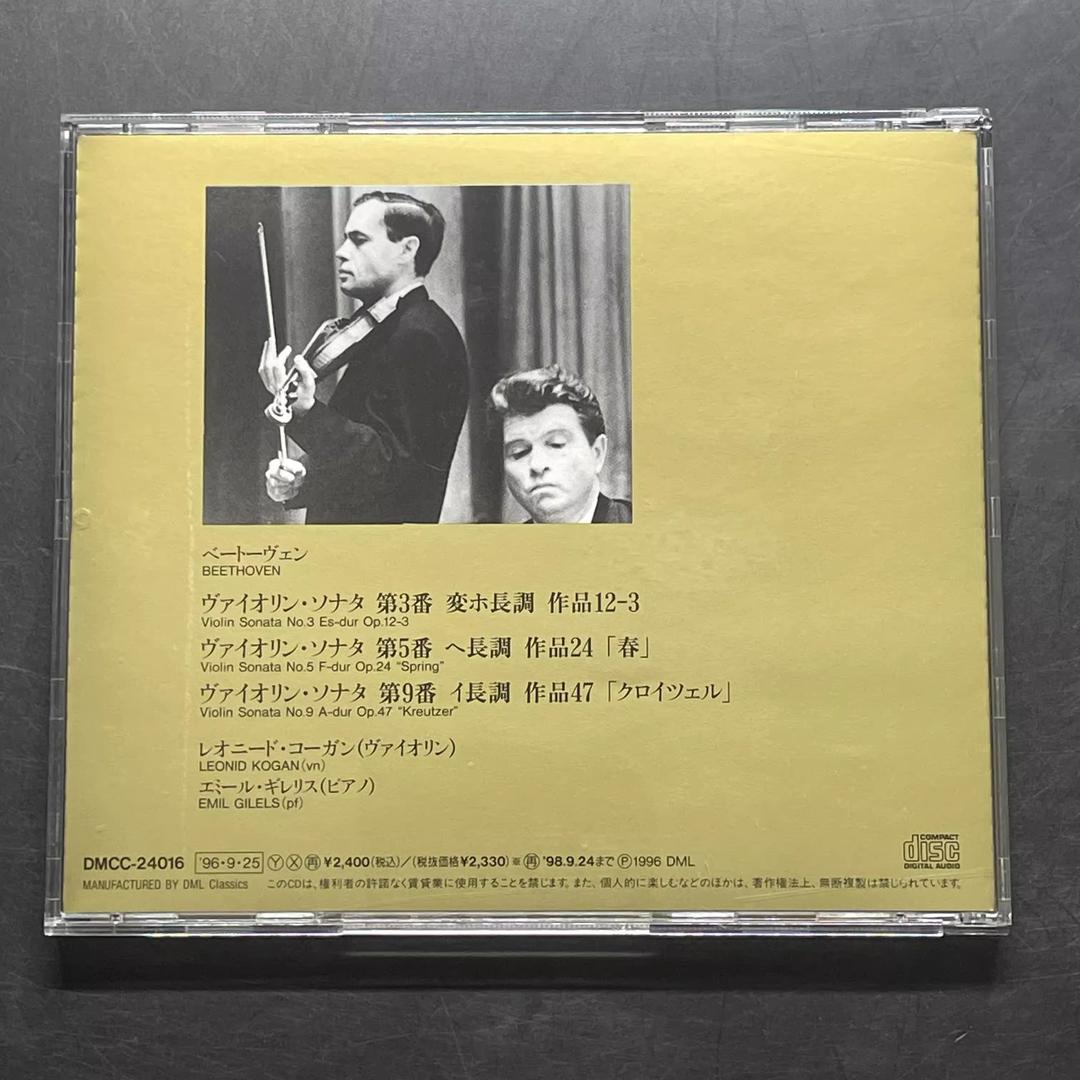 ベートーヴェン
BEETHOVEN
ヴァイオリン・ソナタ 第3番 変ホ長調 作品12-3
Violin Sonata No.3 Es-dur Op.12-3
ヴァイオリン・ソナタ 第5番 ヘ長調 作品24「春」
Violin Sonata No.5 F-dur Op.24 "Spring"
ヴァイオリン・ソナタ 第9番 イ長調 作品47「クロイツェル」
Violin Sonata No.9 A-dur Op.47 "Kreutzer"
レオニード・コーガン(ヴァイオリン)
LEONID KOGAN(vn)
エミール・ギレリス(ピアノ)
EMIL GILELS(pf)
COMPACT
disc
DIGITAL AUDIO
DMCC-24016 '96・9・25 Ⓨ Ⓧ ㊢ ¥2,400(税込)／(税抜価格¥2,330)※㊢'98.9.24まで Ⓟ1996 DML
MANUFACTURED BY DML Classics このCDは、権利者の許諾なく賃貸業に使用することを禁じます。また、個人的に楽しむなどのほかは、著作権法上、無断複製は禁じられています。